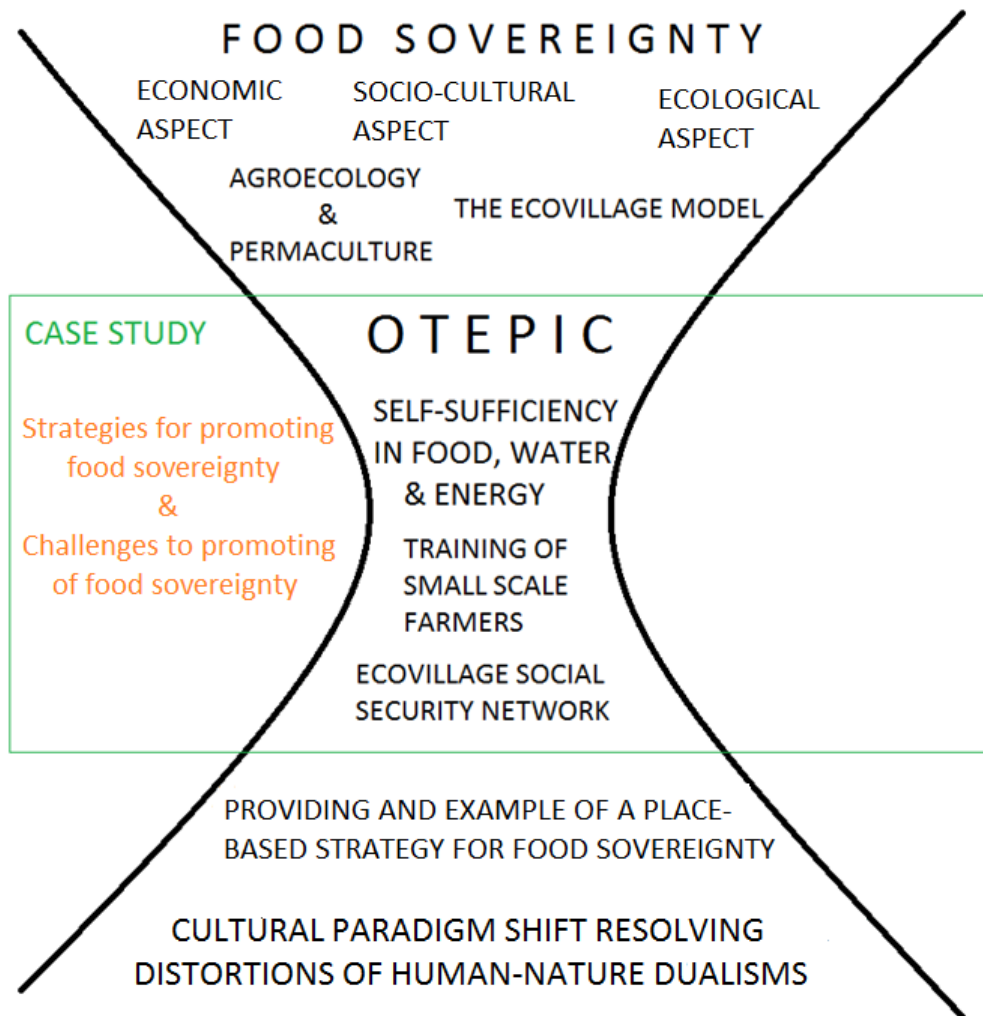 FOOD SOVEREIGNTY
ECONOMIC
ASPECT
SOCIO-CULTURAL
ASPECT
ECOLOGICAL
ASPECT
AGROECOLOGY
&
PERMACULTURE
THE ECOVILLAGE MODEL
CASE STUDY
OTEPIC
Strategies for promoting
food sovereignty
&
Challenges to promoting
of food sovereignty
SELF-SUFFICIENCY
IN FOOD, WATER
& ENERGY
TRAINING OF
SMALL SCALE
FARMERS
ECOVILLAGE SOCIAL
SECURITY NETWORK
PROVIDING AND EXAMPLE OF A PLACE-
BASED STRATEGY FOR FOOD SOVEREIGNTY
CULTURAL PARADIGM SHIFT RESOLVING
DISTORTIONS OF HUMAN-NATURE DUALISMS